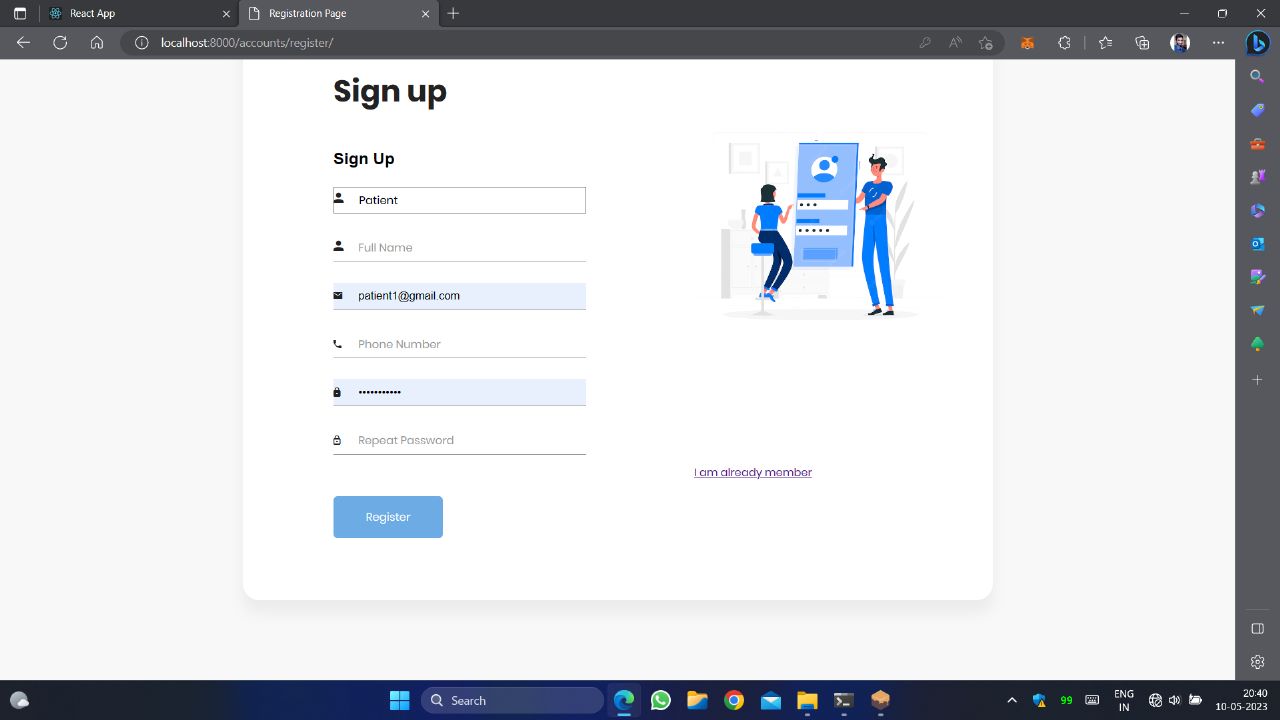 React App
Registration Page
localhost:8000/accounts/register/
Sign up
Sign Up
Patient
Full Name
patient1@gmail.com
Phone Number
•••••••••••
Repeat Password
I am already member
Register
Search
99
ENG
IN
20:40
10-05-2023